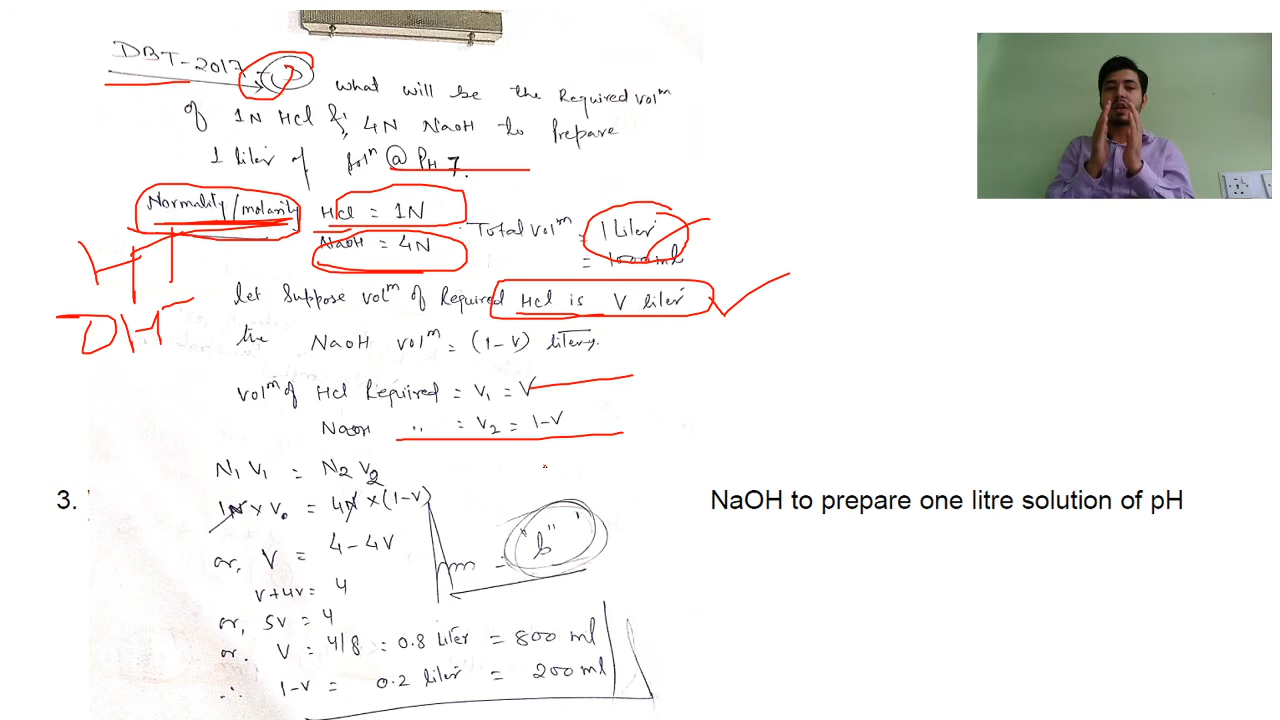 DBT-2017
What will be the Required Volm
of 1N Hcl & 4N NaOH to Prepare
1 liter of Soln @ PH 7.
Normality/molarity Hcl = 1N
NaOH = 4N
Total Volm = 1 Liter
= 1000 ml
let Suppose Volm of Required Hcl is V liter
the NaOH volm = (1-V) liters.
Volm of Hcl Required = V1 = V
NaOH '' = V2 = 1-V
N1 V1 = N2 V2
1N × V. = 4N × (1-V)
or, V = 4-4V
V+4V = 4
or, 5V = 4
or. V = 4/8 = 0.8 liter = 800 ml
∴ 1-V = 0.2 liter = 200 ml
"b"
H+
OH-
3.
NaOH to prepare one litre solution of pH